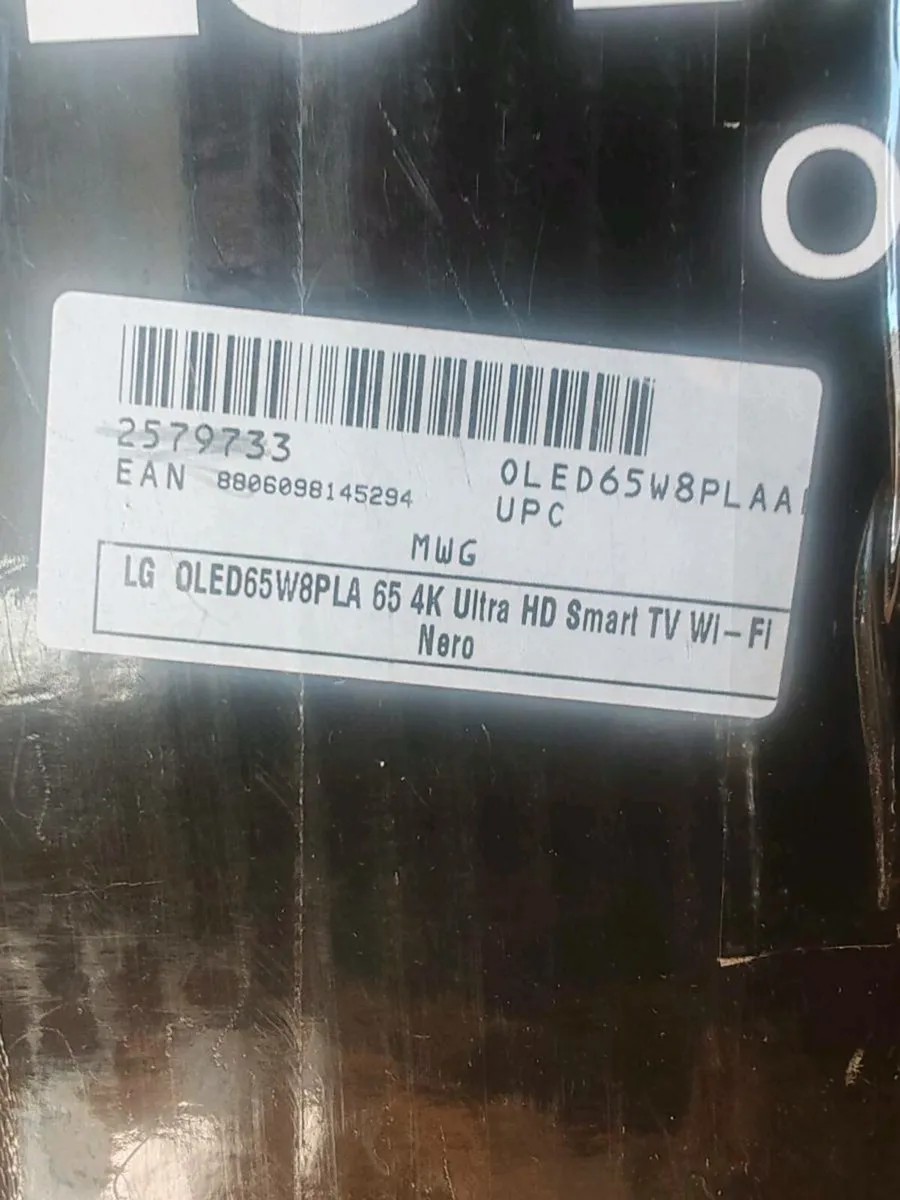 O
2579733
OLED65W8PLAA
EAN 8806098145294
UPC
MWG
LG OLED65W8PLA 65 4K Ultra HD Smart TV Wi-Fi
Nero